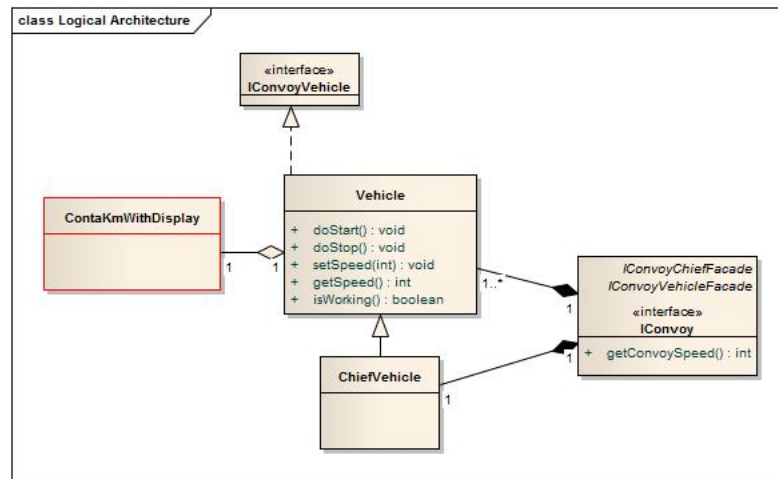 class Logical Architecture
«interface»
IConvoyVehicle
Vehicle
+ doStart() : void
+ doStop() : void
+ setSpeed(int) : void
+ getSpeed() : int
+ isWorking() : boolean
ContaKmWithDisplay
1
1
1..*
1
IConvoyChiefFacade
IConvoyVehicleFacade
«interface»
IConvoy
+ getConvoySpeed() : int
1
ChiefVehicle
1